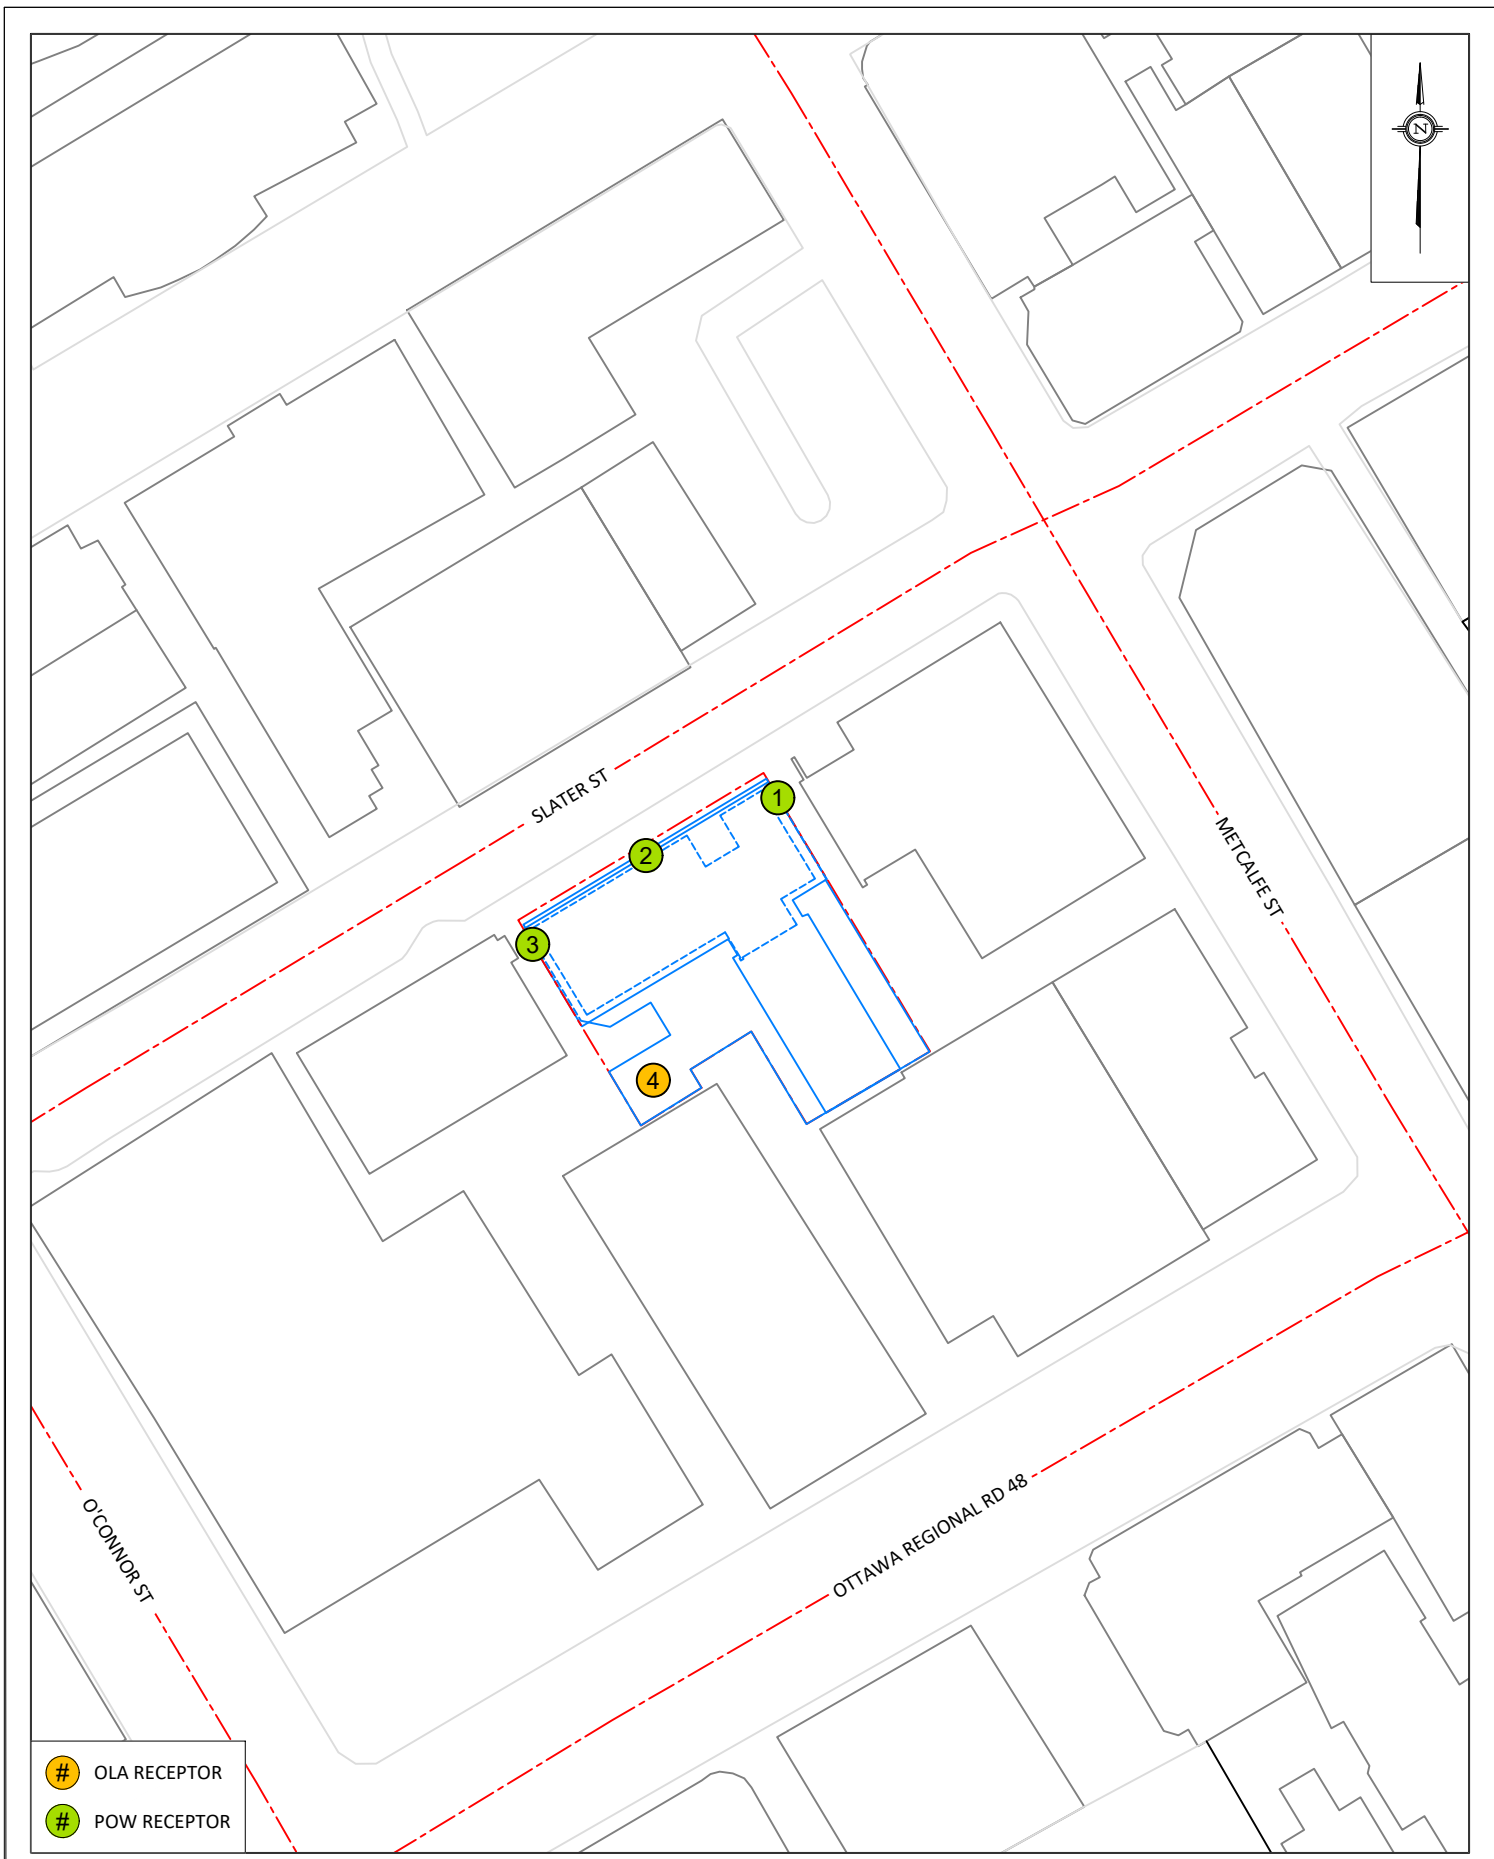 N
SLATER ST
METCALFE ST
1
2
3
4
O'CONNOR ST
OTTAWA REGIONAL RD 48
# OLA RECEPTOR
# POW RECEPTOR